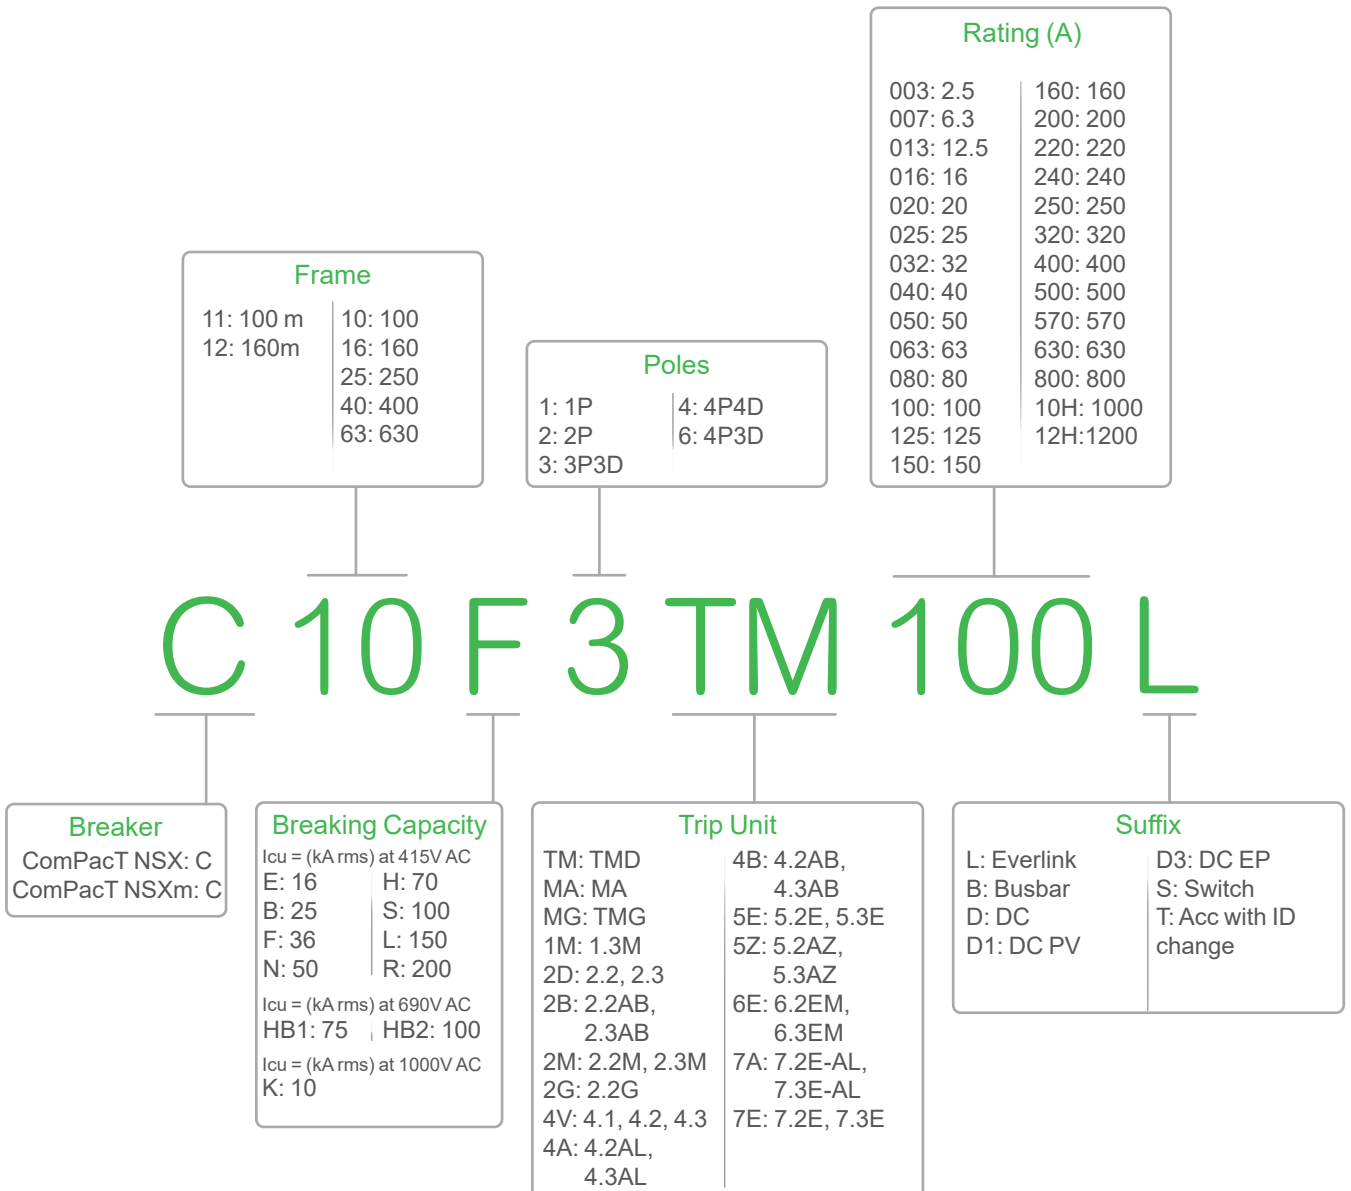 Rating (A)
003: 2.5
007: 6.3
013: 12.5
016: 16
020: 20
025: 25
032: 32
040: 40
050: 50
063: 63
080: 80
100: 100
125: 125
150: 150
160: 160
200: 200
220: 220
240: 240
250: 250
320: 320
400: 400
500: 500
570: 570
630: 630
800: 800
10H: 1000
12H:1200
Frame
11: 100 m
12: 160m
10: 100
16: 160
25: 250
40: 400
63: 630
Poles
1: 1P
2: 2P
3: 3P3D
4: 4P4D
6: 4P3D
C 10 F 3 TM 100 L
Breaker
ComPacT NSX: C
ComPacT NSXm: C
Breaking Capacity
Icu = (kA rms) at 415V AC
E: 16
B: 25
F: 36
N: 50
H: 70
S: 100
L: 150
R: 200
Icu = (kA rms) at 690V AC
HB1: 75
HB2: 100
Icu = (kA rms) at 1000V AC
K: 10
Trip Unit
TM: TMD
MA: MA
MG: TMG
1M: 1.3M
2D: 2.2, 2.3
2B: 2.2AB,
2.3AB
2M: 2.2M, 2.3M
2G: 2.2G
4V: 4.1, 4.2, 4.3
4A: 4.2AL,
4.3AL
4B: 4.2AB,
4.3AB
5E: 5.2E, 5.3E
5Z: 5.2AZ,
5.3AZ
6E: 6.2EM,
6.3EM
7A: 7.2E-AL,
7.3E-AL
7E: 7.2E, 7.3E
Suffix
L: Everlink
B: Busbar
D: DC
D1: DC PV
D3: DC EP
S: Switch
T: Acc with ID
change